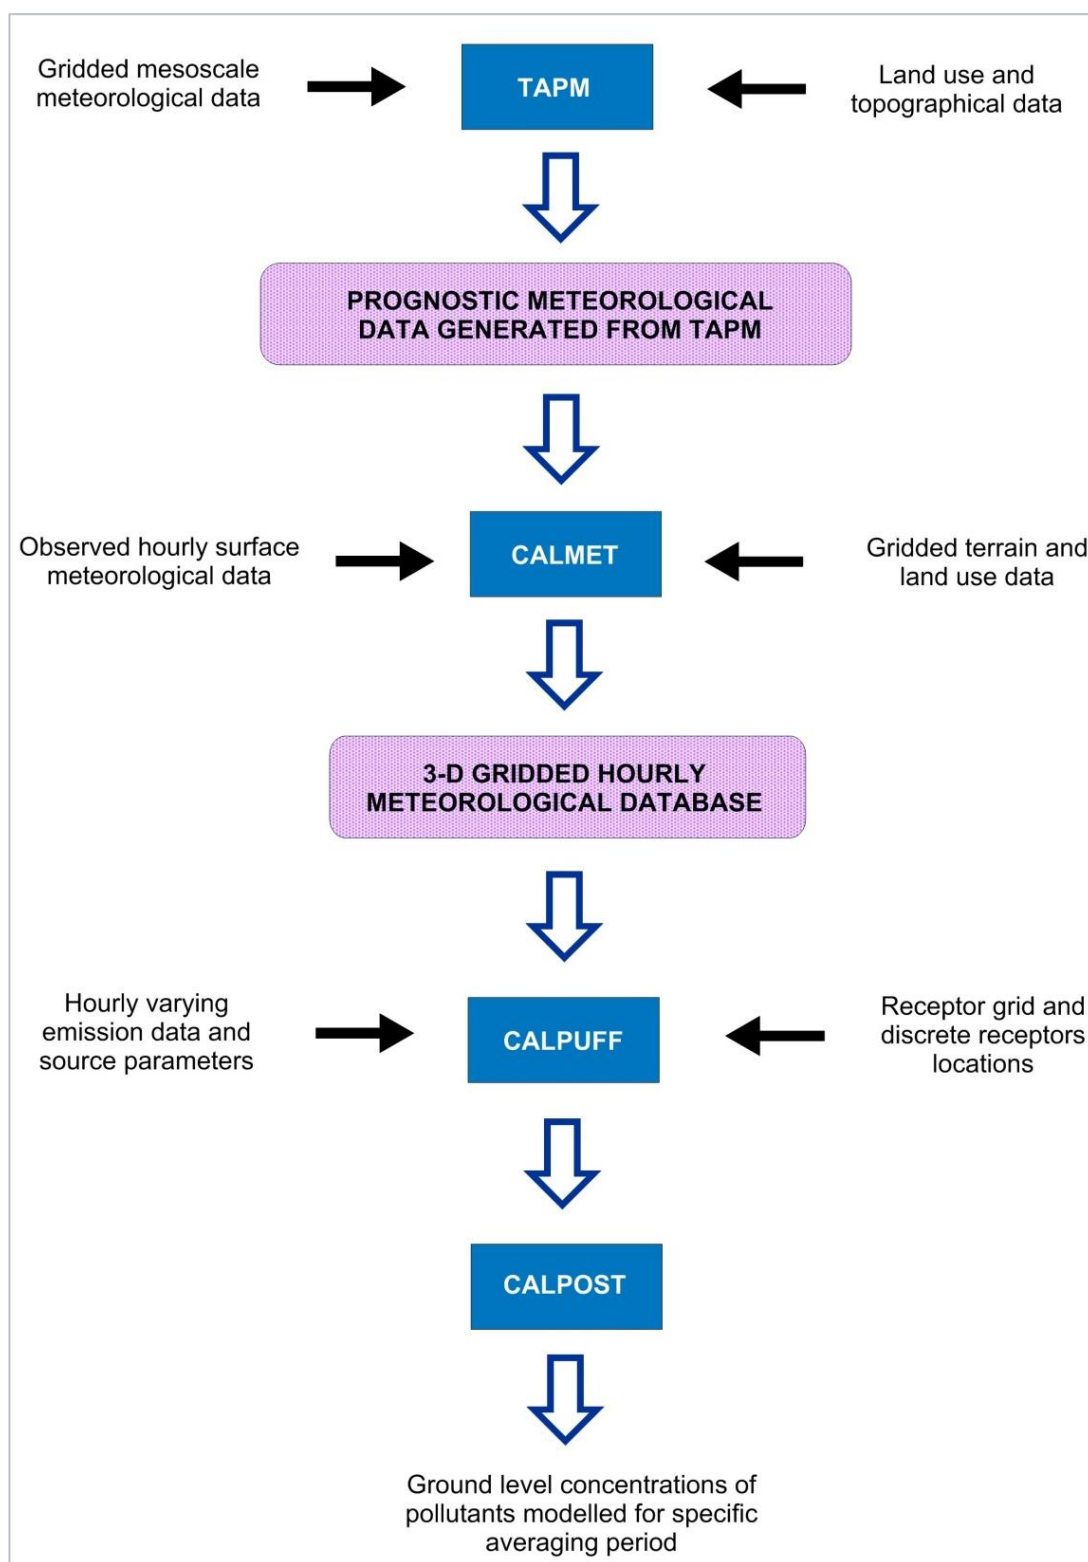 Gridded mesoscale
meteorological data
TAPM
Land use and
topographical data
PROGNOSTIC METEOROLOGICAL
DATA GENERATED FROM TAPM
Observed hourly surface
meteorological data
CALMET
Gridded terrain and
land use data
3-D GRIDDED HOURLY
METEOROLOGICAL DATABASE
Hourly varying
emission data and
source parameters
CALPUFF
Receptor grid and
discrete receptors
locations
CALPOST
Ground level concentrations of
pollutants modelled for specific
averaging period